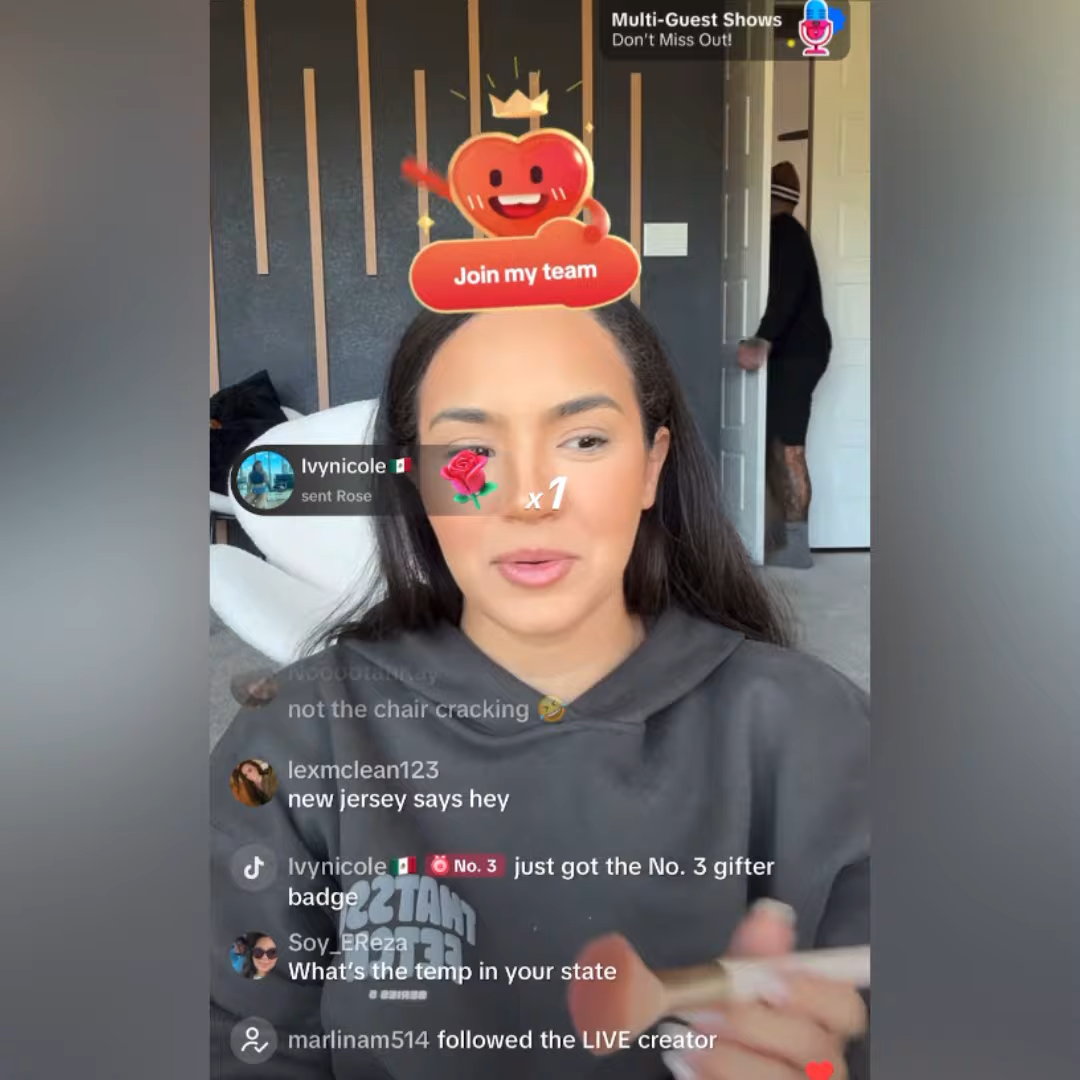 Multi-Guest Shows
Don't Miss Out!
Join my team
Ivynicole🇲🇽
sent Rose
x1
not the chair cracking 🤣
lexmclean123
new jersey says hey
Ivynicole🇲🇽 No. 3 just got the No. 3 gifter
badge
Soy_EReza
What's the temp in your state
marlinam514 followed the LIVE creator